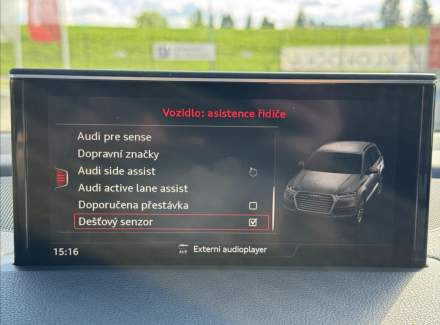 Vozidlo: asistence řidiče
Audi pre sense
Dopravní značky
Audi side assist
Audi active lane assist
Doporučena přestávka
Dešťový senzor
15:16
Externí audioplayer